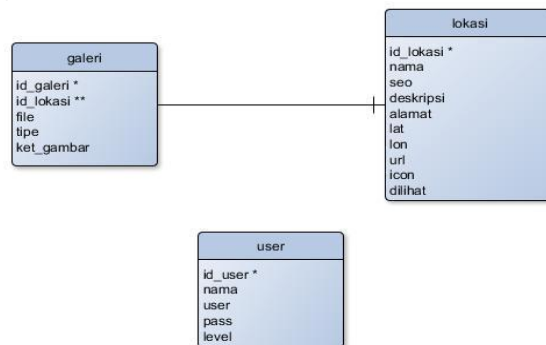 galeri
id_galeri *
id_lokasi **
file
tipe
ket_gambar
lokasi
id_lokasi *
nama
seo
deskripsi
alamat
lat
lon
url
icon
dilihat
user
id_user *
nama
user
pass
level